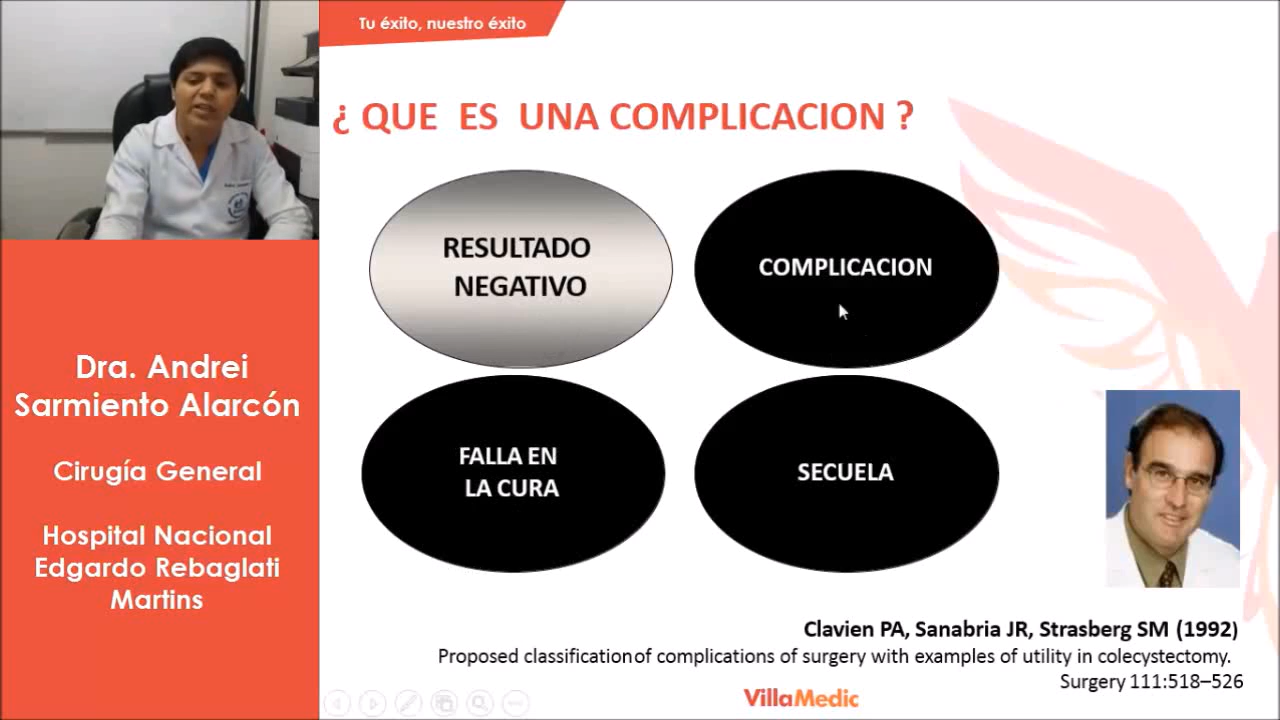 Tu éxito, nuestro éxito
¿ QUE ES UNA COMPLICACION ?
RESULTADO
NEGATIVO
COMPLICACION
FALLA EN
LA CURA
SECUELA
Dra. Andrei
Sarmiento Alarcón
Cirugía General
Hospital Nacional
Edgardo Rebaglati
Martins
Clavien PA, Sanabria JR, Strasberg SM (1992)
Proposed classification of complications of surgery with examples of utility in colecystectomy.
Surgery 111:518–526
VillaMedic